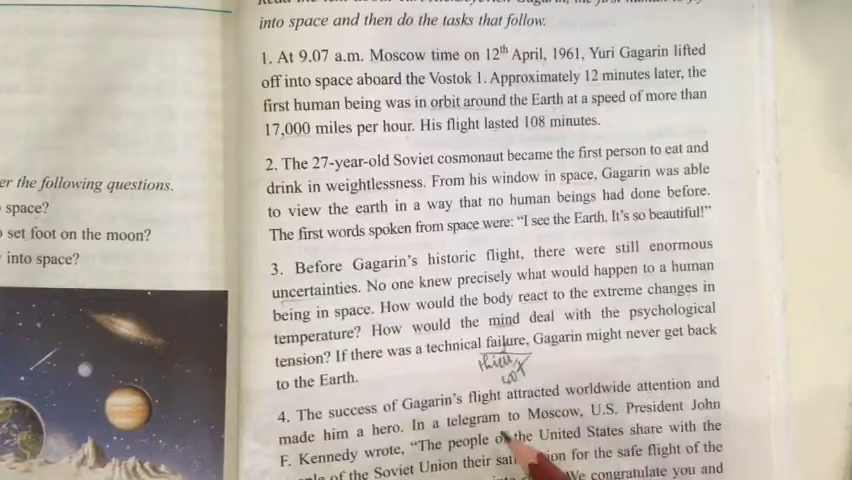 into space and then do the tasks that follow.
1. At 9.07 a.m. Moscow time on 12th April, 1961, Yuri Gagarin lifted
off into space aboard the Vostok 1. Approximately 12 minutes later, the
first human being was in orbit around the Earth at a speed of more than
17,000 miles per hour. His flight lasted 108 minutes.
2. The 27-year-old Soviet cosmonaut became the first person to eat and
drink in weightlessness. From his window in space, Gagarin was able
to view the earth in a way that no human beings had done before.
The first words spoken from space were: “I see the Earth. It's so beautiful!”
3. Before Gagarin's historic flight, there were still enormous
uncertainties. No one knew precisely what would happen to a human
being in space. How would the body react to the extreme changes in
temperature? How would the mind deal with the psychological
tension? If there was a technical failure, Gagarin might never get back
to the Earth.
4. The success of Gagarin's flight attracted worldwide attention and
made him a hero. In a telegram to Moscow, U.S. President John
F. Kennedy wrote, “The people of the United States share with the
of the Soviet Union their for the safe flight of the
We congratulate you and
the following questions.
space?
set foot on the moon?
into space?